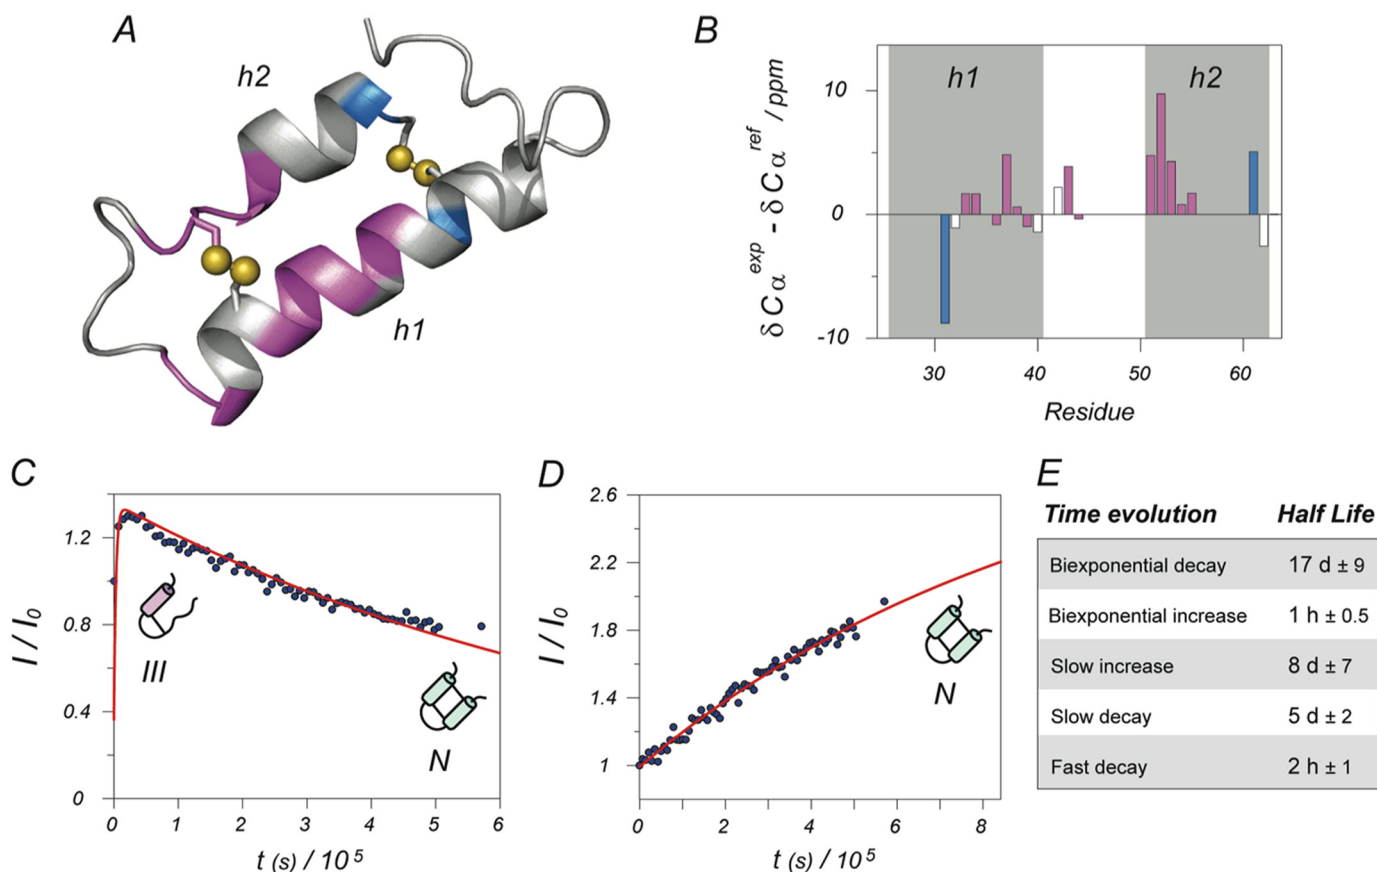 A
h2
h1
B
δCα^exp - δCα^ref / ppm
h1
h2
10
0
-10
30
40
50
60
Residue
C
I / I0
1.2
0.8
0.4
0
III
N
0 1 2 3 4 5 6
t (s) / 10^5
D
I / I0
2.6
2.2
1.8
1.4
1
N
0 2 4 6 8
t (s) / 10^5
E
Time evolution Half Life
Biexponential decay 17 d ± 9
Biexponential increase 1 h ± 0.5
Slow increase 8 d ± 7
Slow decay 5 d ± 2
Fast decay 2 h ± 1